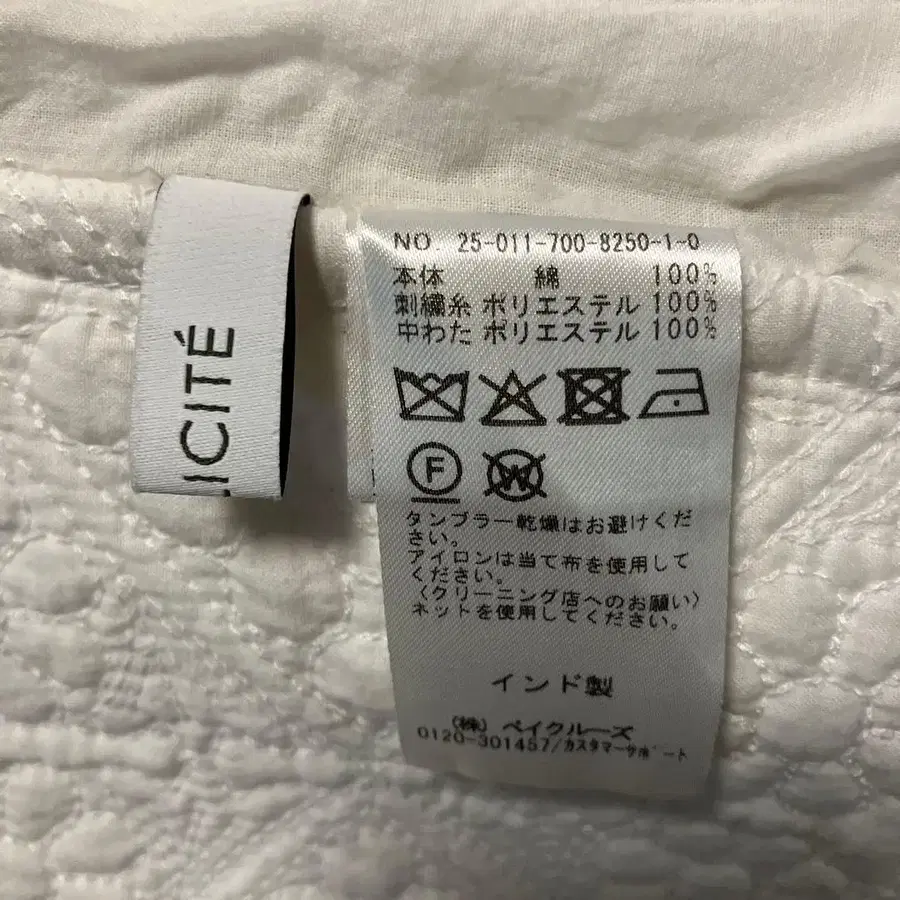 LICITÉ
NO. 25-011-700-8250-1-0
本体 綿 100%
刺繍糸 ポリエステル 100%
中わた ポリエステル 100%
F W
タンブラー乾燥はお避けくだ
さい。
アイロンは当て布を使用して
ください。
〈クリーニング店へのお願い〉
ネットを使用してください。
インド製
(株) ベイクルーズ
0120-301457/カスタマーサポート